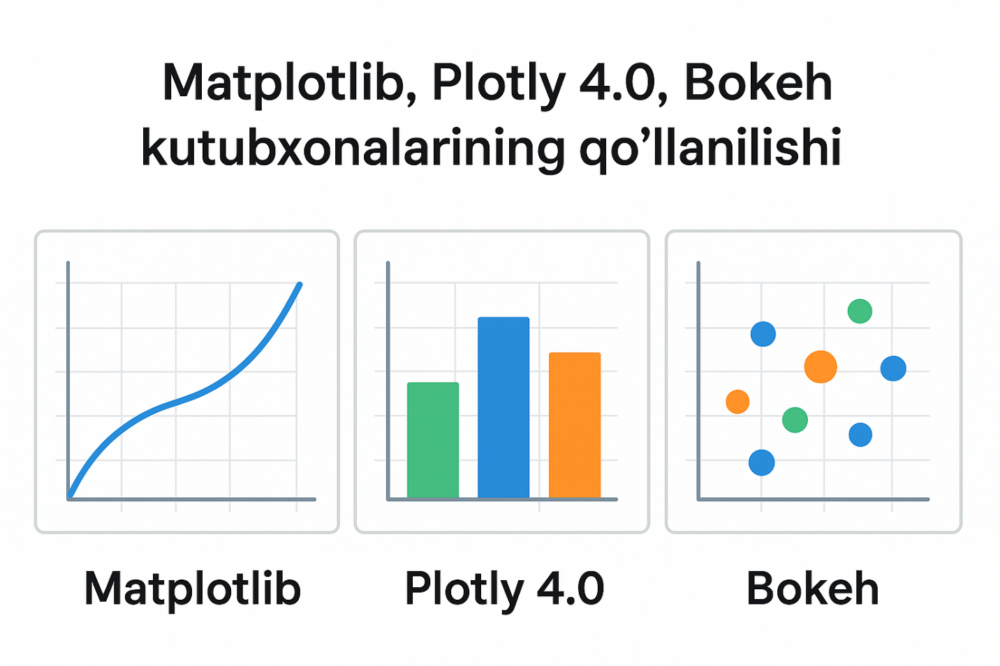 Matplotlib, Plotly 4.0, Bokeh
kutubxonalarining qo’llanilishi
Matplotlib
Plotly 4.0
Bokeh